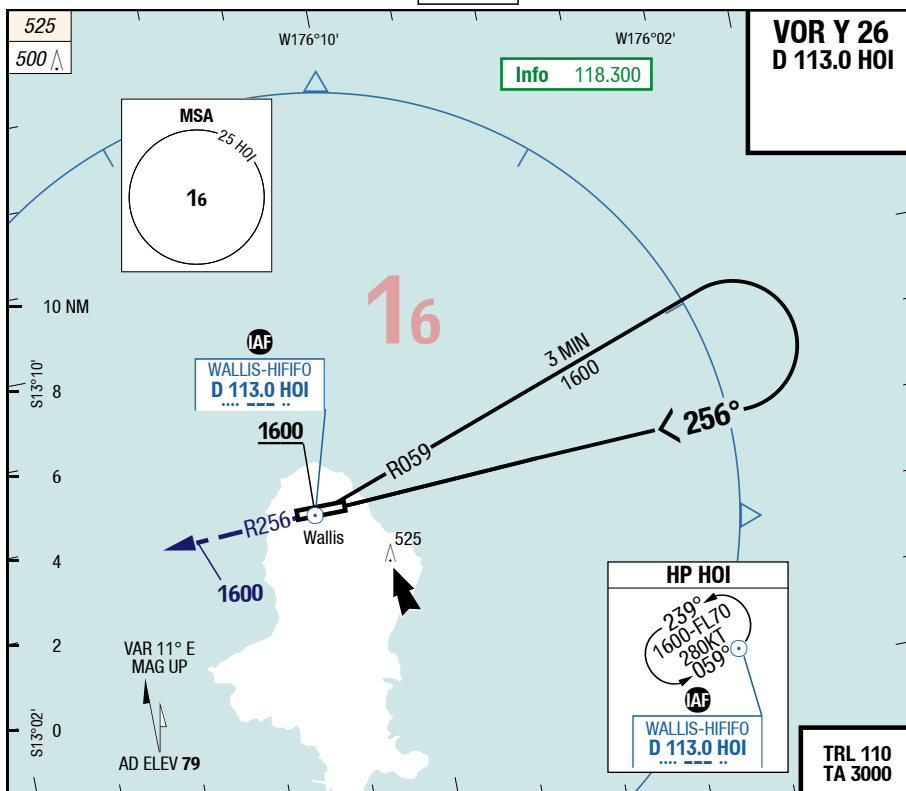 525
500
W176°10'
W176°02'
VOR Y 26
D 113.0 HOI
Info 118.300
MSA
25 HOI
16
16
10 NM
S13°10'
8
6
4
2
0
S13°02'
IAF
WALLIS-HIFIFO
D 113.0 HOI
1600
3 MIN
1600
R059
256°
R256
1600
Wallis
525
HP HOI
239°
1600-FL70
280KT
059°
IAF
WALLIS-HIFIFO
D 113.0 HOI
VAR 11° E
MAG UP
AD ELEV 79
TRL 110
TA 3000